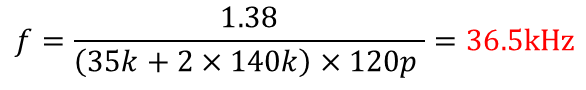 f = 1.38 / (35k + 2 × 140k) × 120p = 36.5kHz